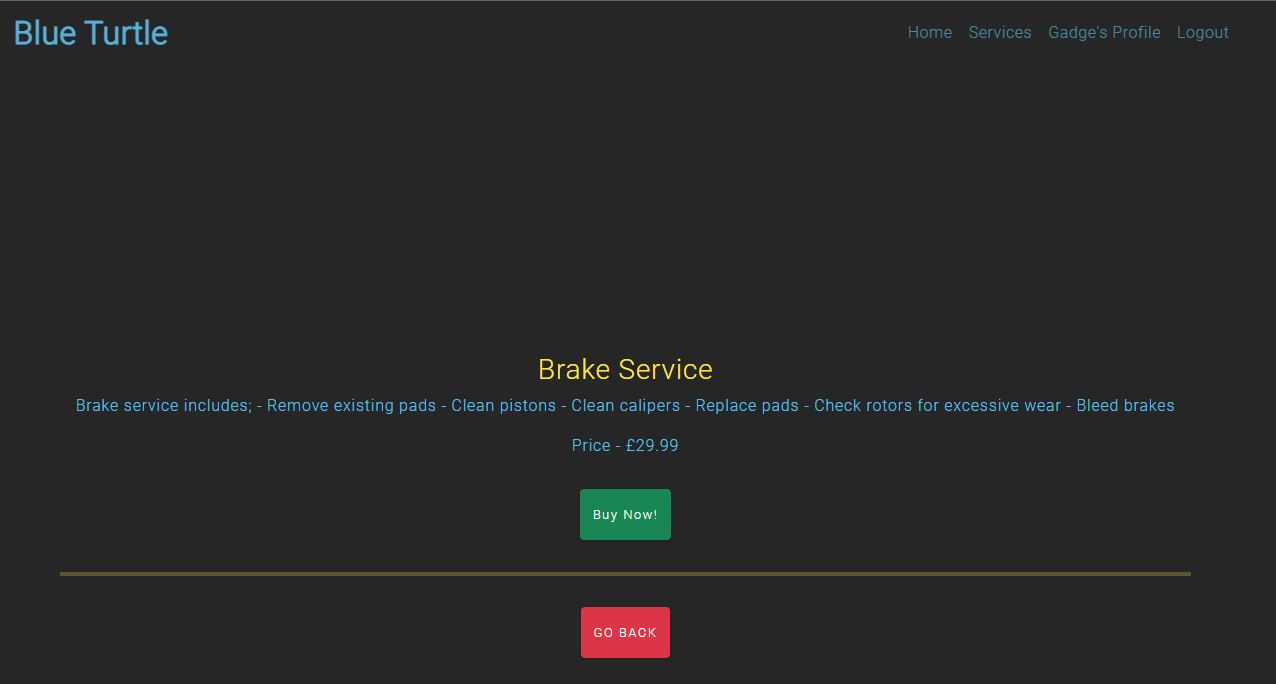 Blue Turtle
Home Services Gadge's Profile Logout
Brake Service
Brake service includes; - Remove existing pads - Clean pistons - Clean calipers - Replace pads - Check rotors for excessive wear - Bleed brakes
Price - £29.99
Buy Now!
GO BACK